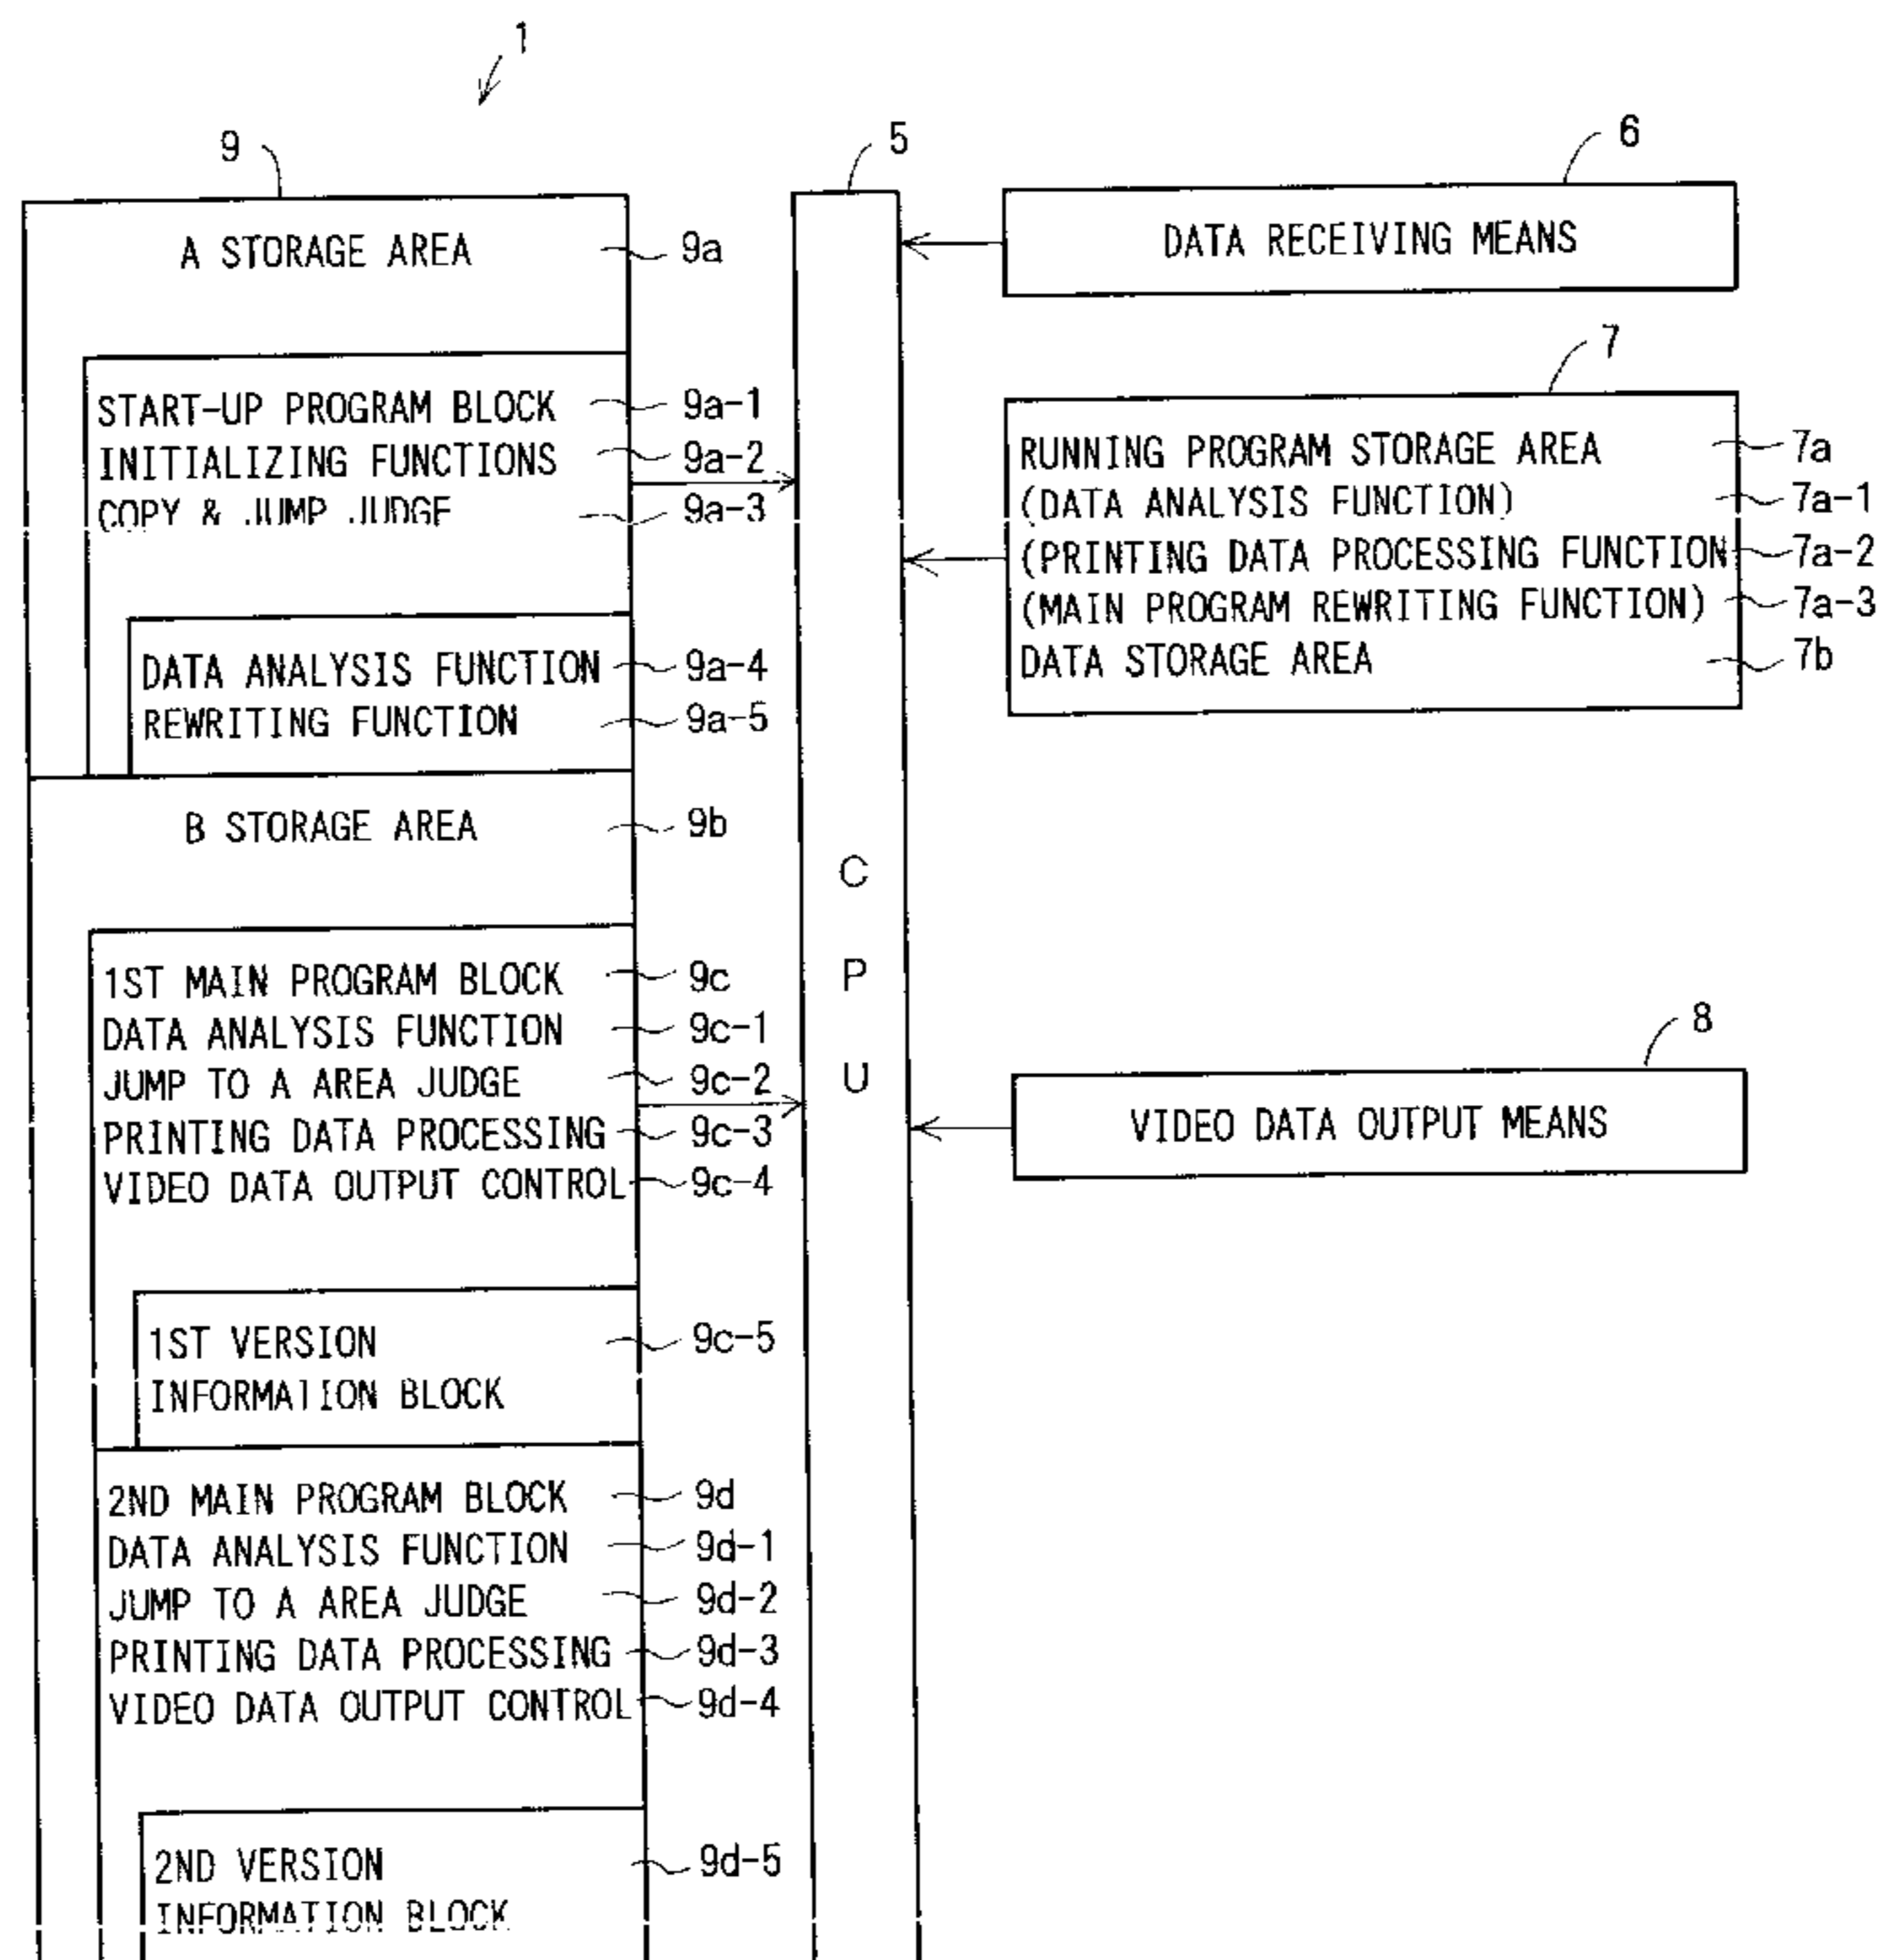 1
9
5
6
A STORAGE AREA 9a
DATA RECEIVING MEANS
7
START-UP PROGRAM BLOCK 9a-1
INITIALIZING FUNCTIONS 9a-2
COPY & JUMP JUDGE 9a-3
RUNNING PROGRAM STORAGE AREA 7a
(DATA ANALYSIS FUNCTION) 7a-1
(PRINTING DATA PROCESSING FUNCTION 7a-2
(MAIN PROGRAM REWRITING FUNCTION) 7a-3
DATA STORAGE AREA 7b
DATA ANALYSIS FUNCTION 9a-4
REWRITING FUNCTION 9a-5
B STORAGE AREA 9b
C
P
U
1ST MAIN PROGRAM BLOCK 9c
DATA ANALYSIS FUNCTION 9c-1
JUMP TO A AREA JUDGE 9c-2
PRINTING DATA PROCESSING 9c-3
VIDEO DATA OUTPUT CONTROL 9c-4
8
VIDEO DATA OUTPUT MEANS
1ST VERSION 9c-5
INFORMATION BLOCK
2ND MAIN PROGRAM BLOCK 9d
DATA ANALYSIS FUNCTION 9d-1
JUMP TO A AREA JUDGE 9d-2
PRINTING DATA PROCESSING 9d-3
VIDEO DATA OUTPUT CONTROL 9d-4
2ND VERSION 9d-5
INFORMATION BLOCK